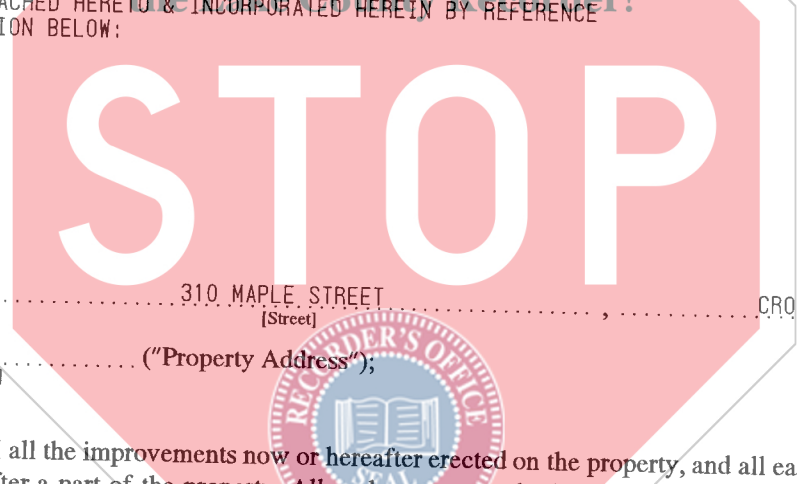 ACHED HERETO & INCORPORATED HEREIN BY REFERENCE
ION BELOW:
STOP
310 MAPLE STREET , CRO
[Street]
("Property Address");
RECORDER'S OFFICE
SEAL
all the improvements now or hereafter erected on the property, and all ea